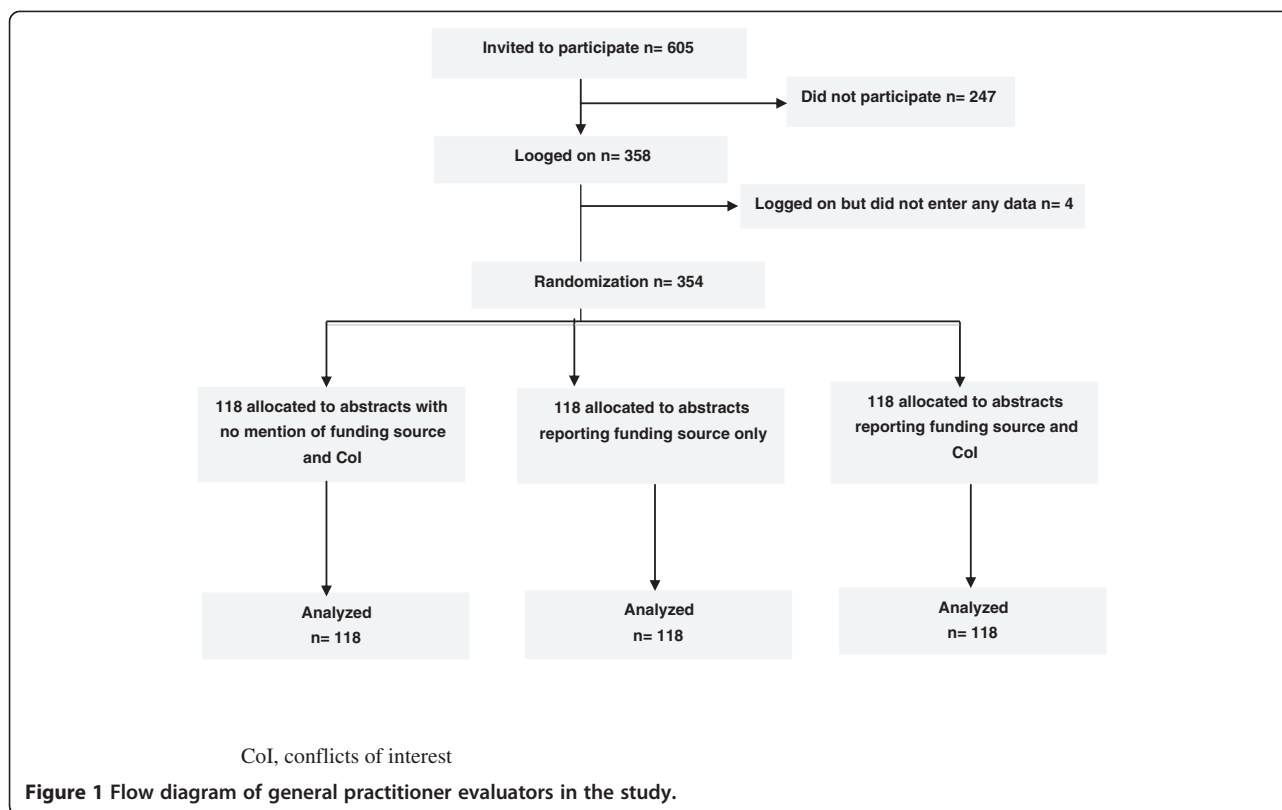 Invited to participate n= 605
Did not participate n= 247
Looged on n= 358
Logged on but did not enter any data n= 4
Randomization n= 354
118 allocated to abstracts with
no mention of funding source
and CoI
118 allocated to abstracts
reporting funding source only
118 allocated to abstracts
reporting funding source and
CoI
Analyzed
n= 118
Analyzed
n= 118
Analyzed
n= 118
CoI, conflicts of interest
Figure 1 Flow diagram of general practitioner evaluators in the study.